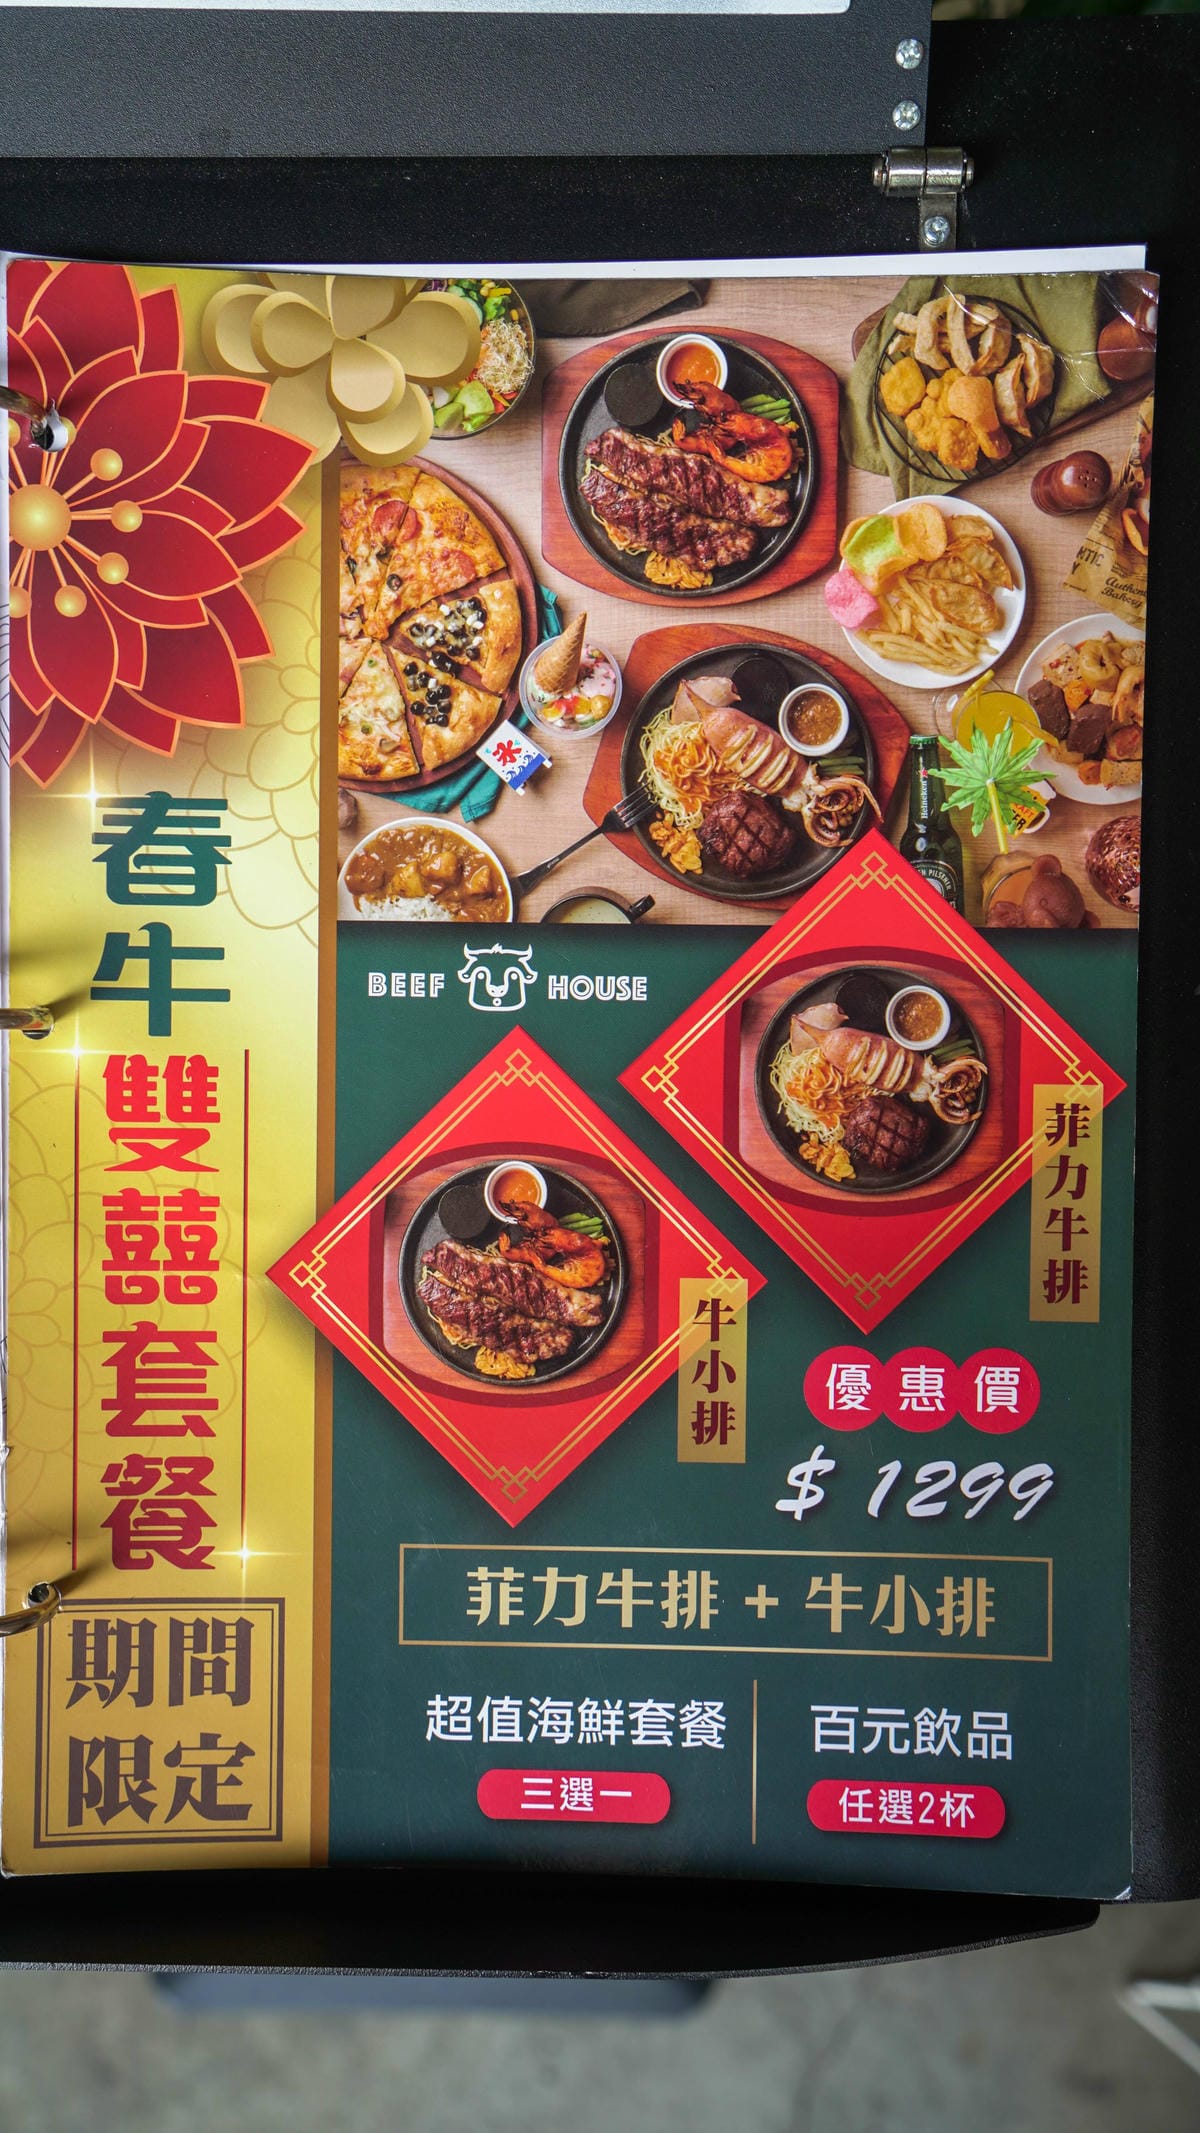 春牛雙囍套餐
期間
限定
冰
Heineken
BEEF HOUSE
菲力牛排
牛小排
優惠價
$ 1299
菲力牛排 + 牛小排
超值海鮮套餐
三選一
百元飲品
任選2杯